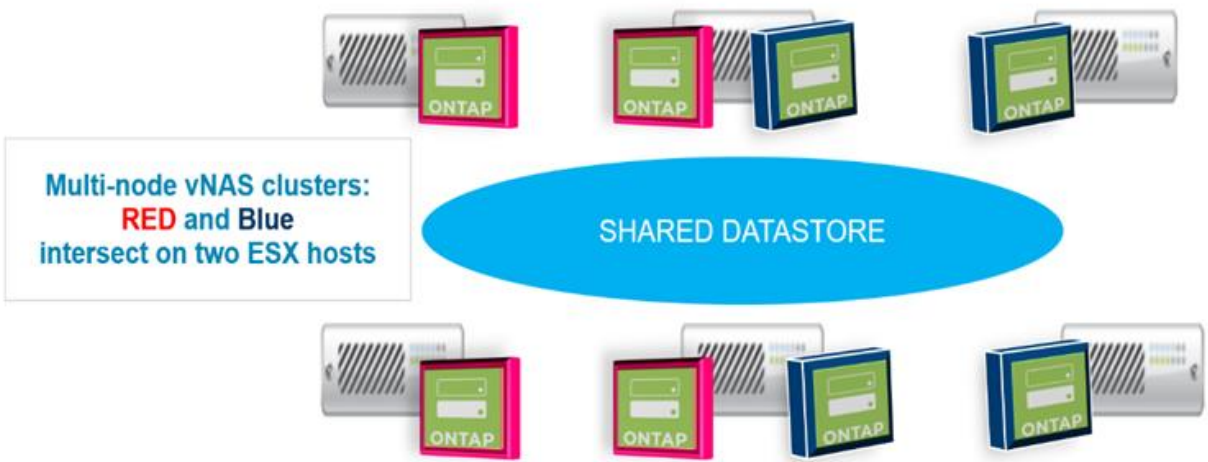 ONTAP
ONTAP
ONTAP
ONTAP
Multi-node vNAS clusters:
RED and Blue
intersect on two ESX hosts
SHARED DATASTORE
ONTAP
ONTAP
ONTAP
ONTAP